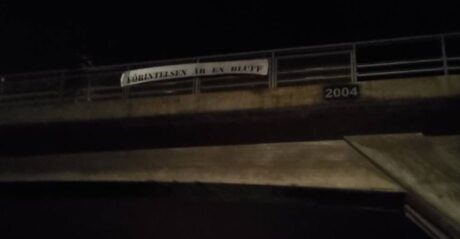 FÖRINTELSEN ÄR EN BLUFF
2004